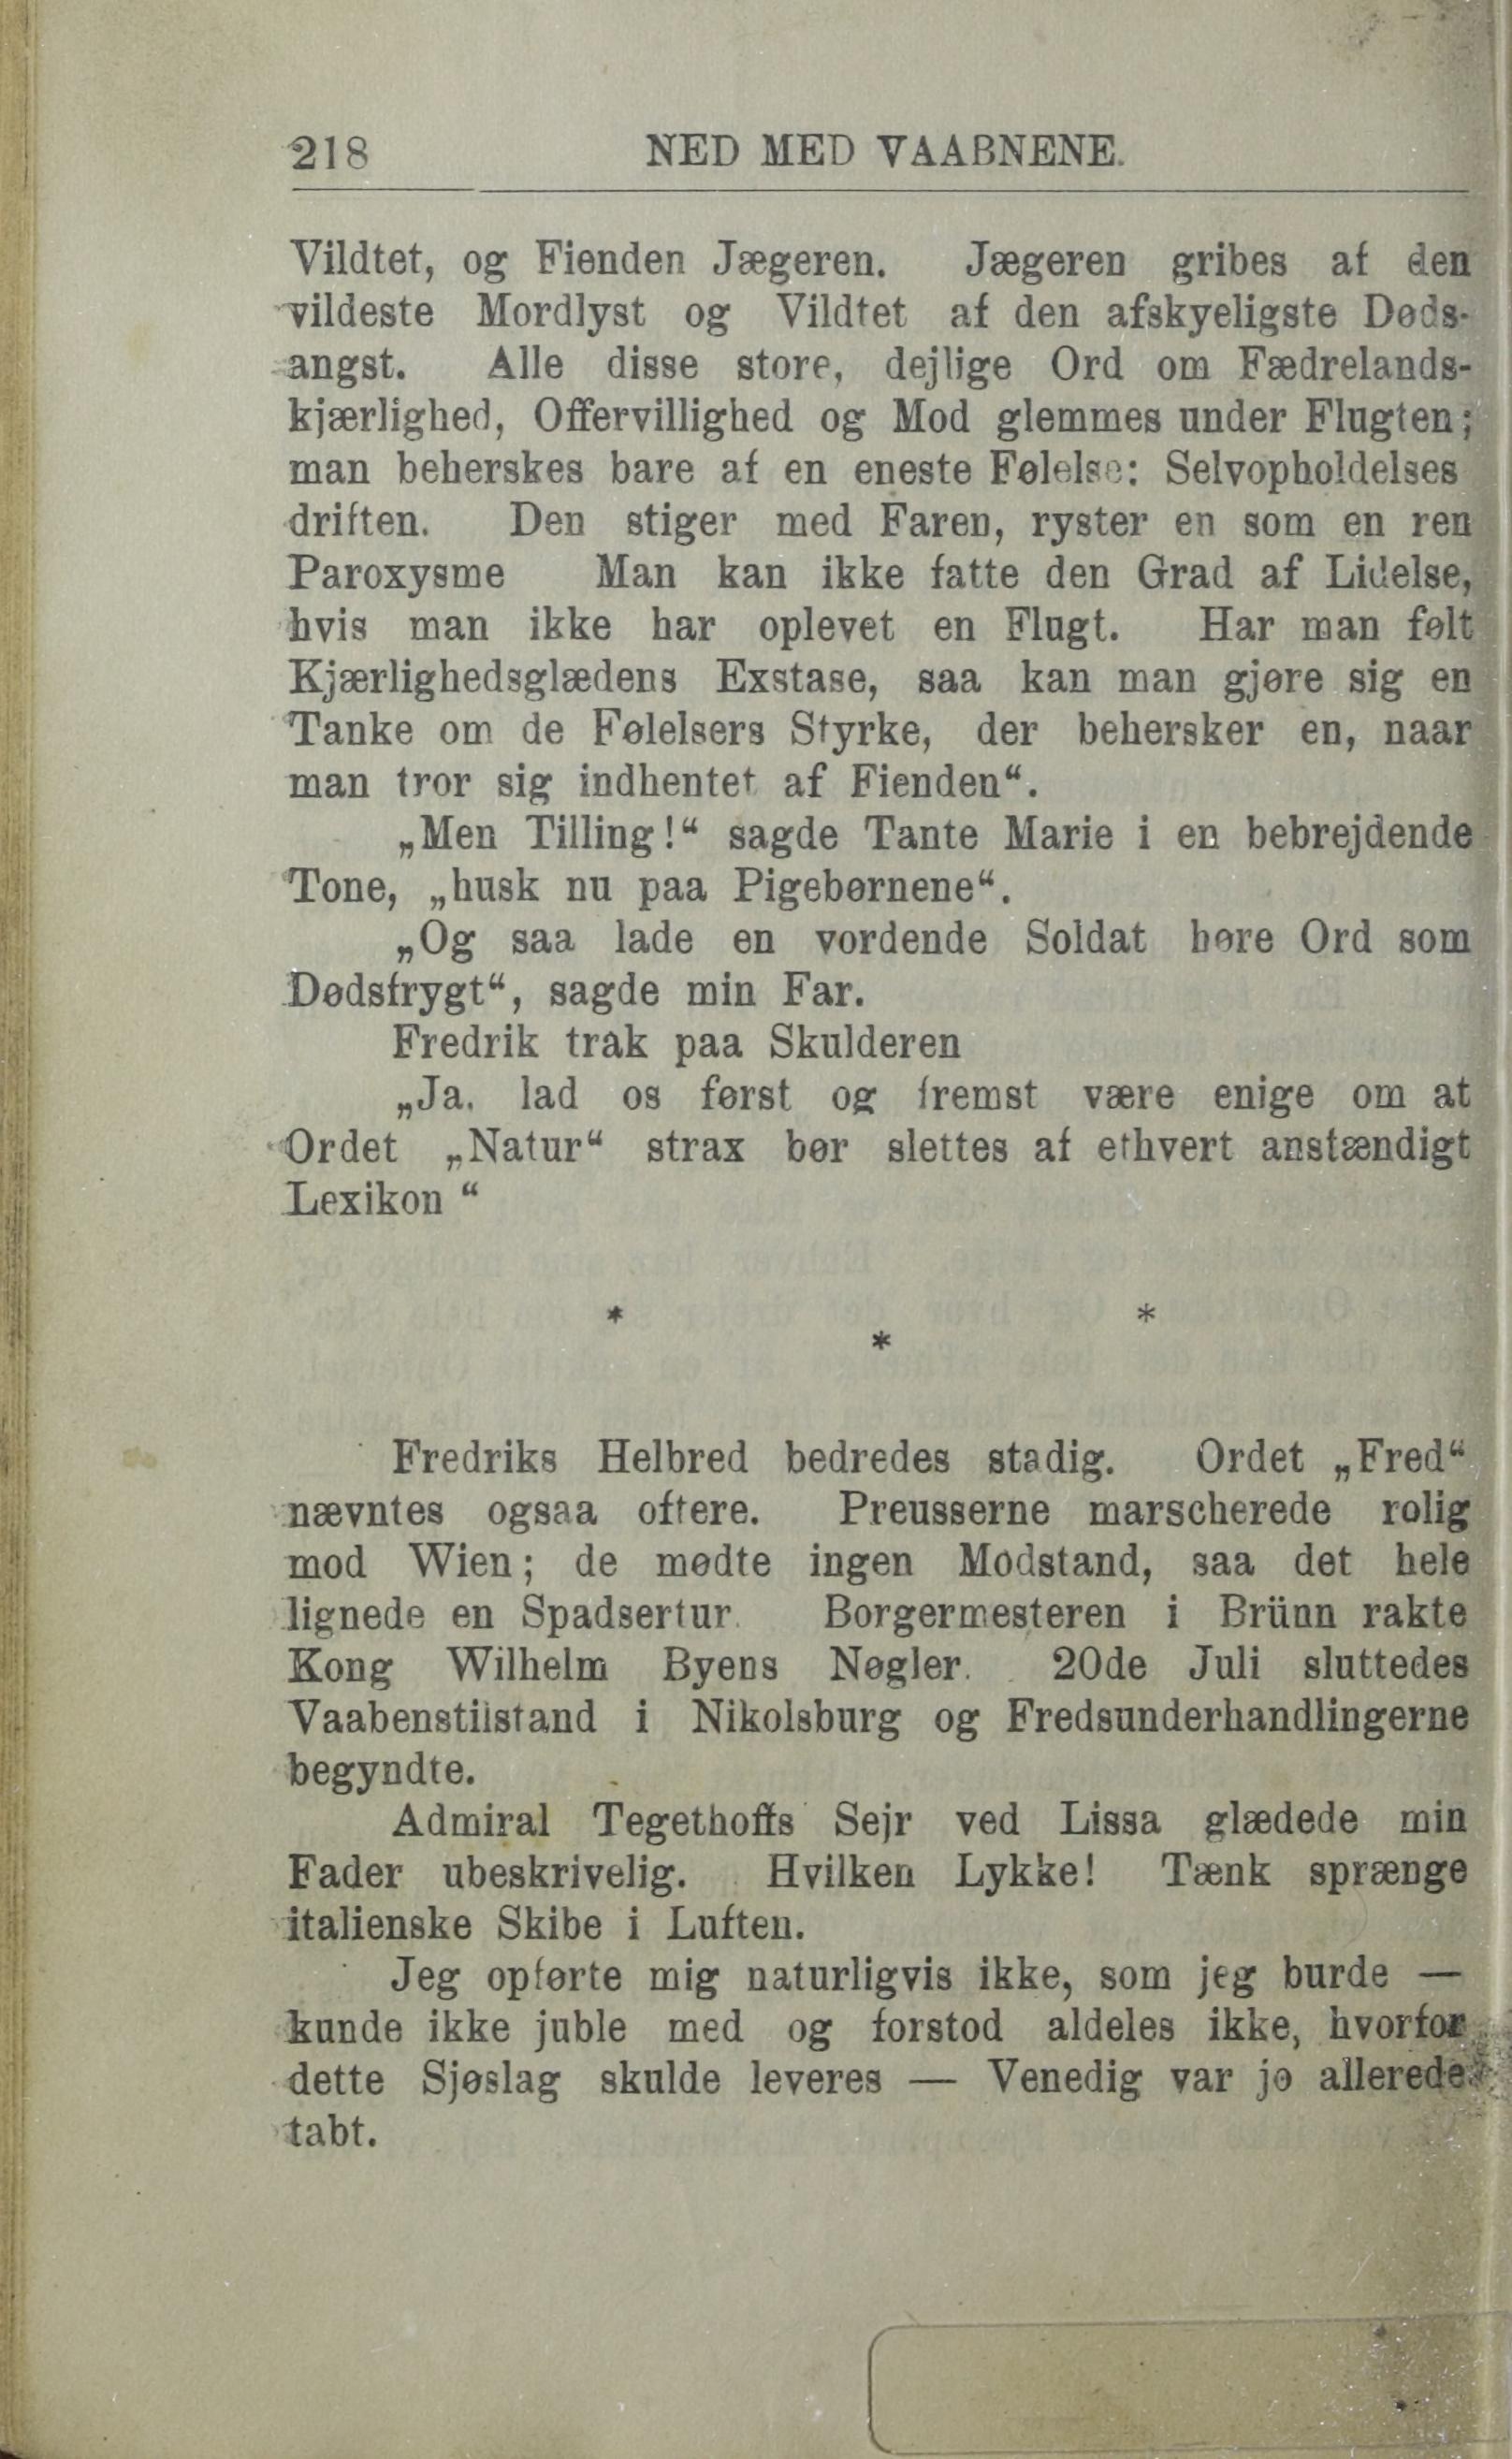 218 NED MED VAABNENE.
Vildtet, og Fienden Jægeren. Jægeren gribes af den
vildeste Mordlyst og Vildtet af den afskyeligste Døds-
angst. Alle disse store, dejlige Ord om Fædrelands-
kjærlighed, Offervillighed og Mod glemmes under Flugten;
man beherskes bare af en eneste Følelse: Selvopholdelses
driften. Den stiger med Faren, ryster en som en ren
Paroxysme Man kan ikke fatte den Grad af Lidelse,
hvis man ikke har oplevet en Flugt. Har man følt
Kjærlighedsglædens Exstase, saa kan man gjøre sig en
Tanke om de Følelsers Styrke, der behersker en, naar
man tror sig indhentet af Fienden“.
„Men Tilling!“ sagde Tante Marie i en bebrejdende
Tone, „husk nu paa Pigebørnene“.
„Og saa lade en vordende Soldat høre Ord som
Dødsfrygt“, sagde min Far.
Fredrik trak paa Skulderen
„Ja. lad os først og fremst være enige om at
Ordet „Natur“ strax bør slettes af ethvert anstændigt
Lexikon “
* * *
Fredriks Helbred bedredes stadig. Ordet „Fred“
nævntes ogsaa oftere. Preusserne marscherede rolig
mod Wien; de mødte ingen Modstand, saa det hele
lignede en Spadsertur. Borgermesteren i Brünn rakte
Kong Wilhelm Byens Nøgler. 20de Juli sluttedes
Vaabenstilstand i Nikolsburg og Fredsunderhandlingerne
begyndte.
Admiral Tegethoffs Sejr ved Lissa glædede min
Fader ubeskrivelig. Hvilken Lykke! Tænk sprænge
italienske Skibe i Luften.
Jeg opførte mig naturligvis ikke, som jeg burde —
kunde ikke juble med og forstod aldeles ikke, hvorfor
dette Sjøslag skulde leveres — Venedig var jo allerede
tabt.